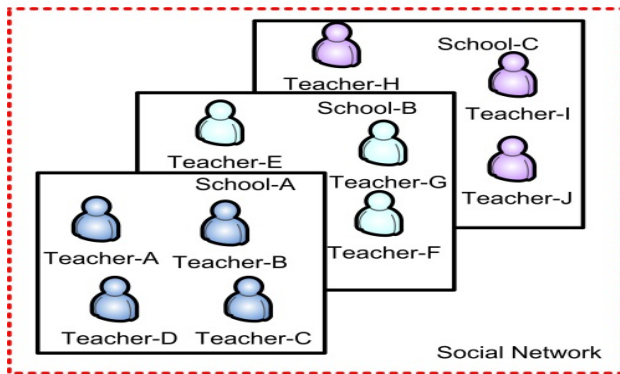 School-C
Teacher-H
Teacher-I
Teacher-J
School-B
Teacher-E
Teacher-G
Teacher-F
School-A
Teacher-A
Teacher-B
Teacher-D
Teacher-C
Social Network